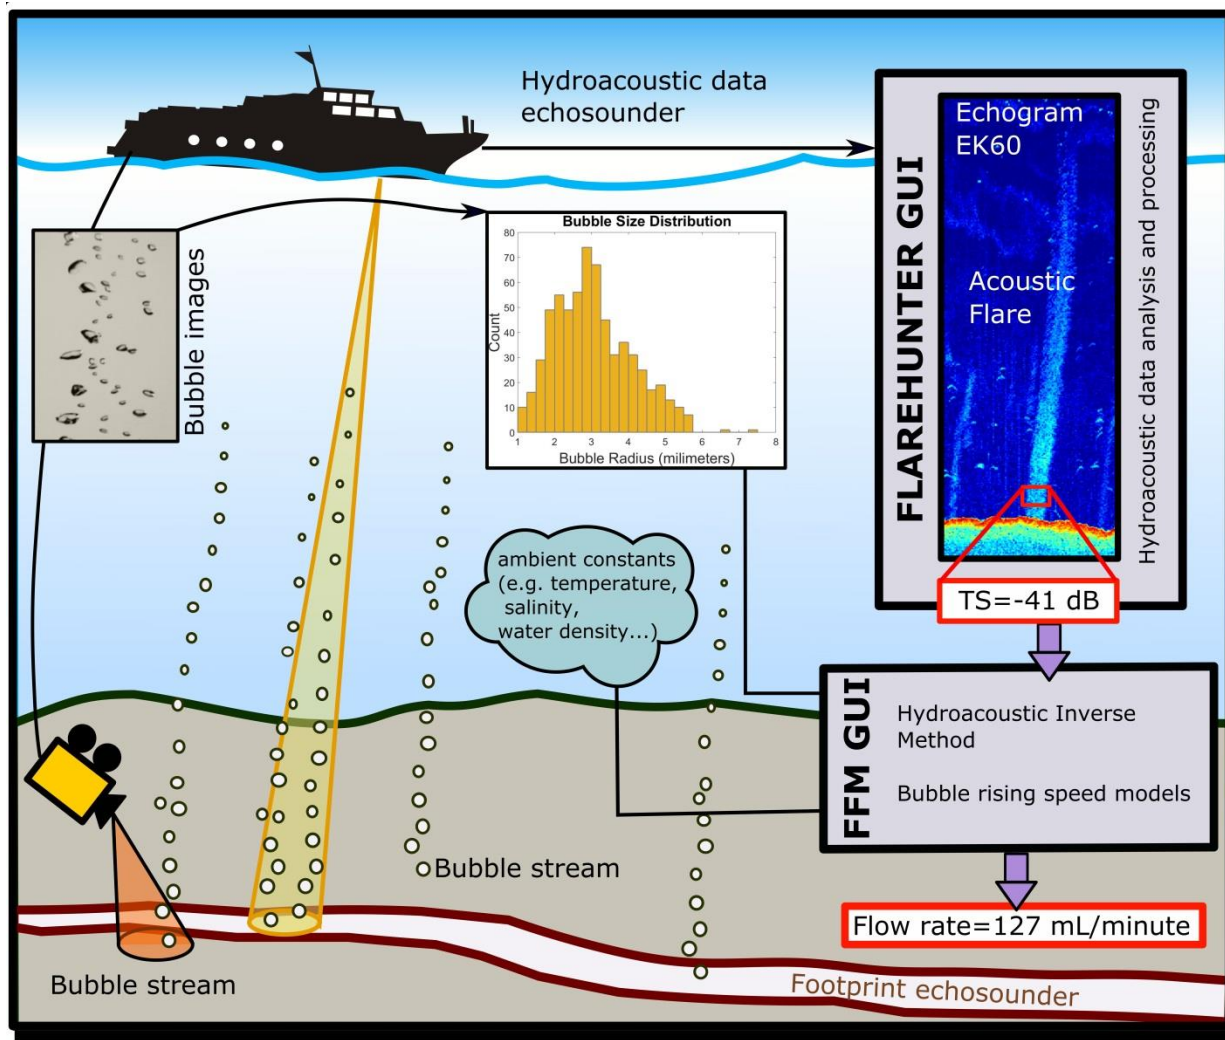 Hydroacoustic data
echosounder
Bubble images
Bubble Size Distribution
Count
80
70
60
50
40
30
20
10
0
1 2 3 4 5 6 7 8
Bubble Radius (milimeters)
FLAREHUNTER GUI
Echogram
EK60
Acoustic
Flare
Hydroacoustic data analysis and processing
TS=-41 dB
ambient constants
(e.g. temperature,
salinity,
water density...)
FFM GUI
Hydroacoustic Inverse
Method
Bubble rising speed models
Flow rate=127 mL/minute
Bubble stream
Bubble stream
Footprint echosounder